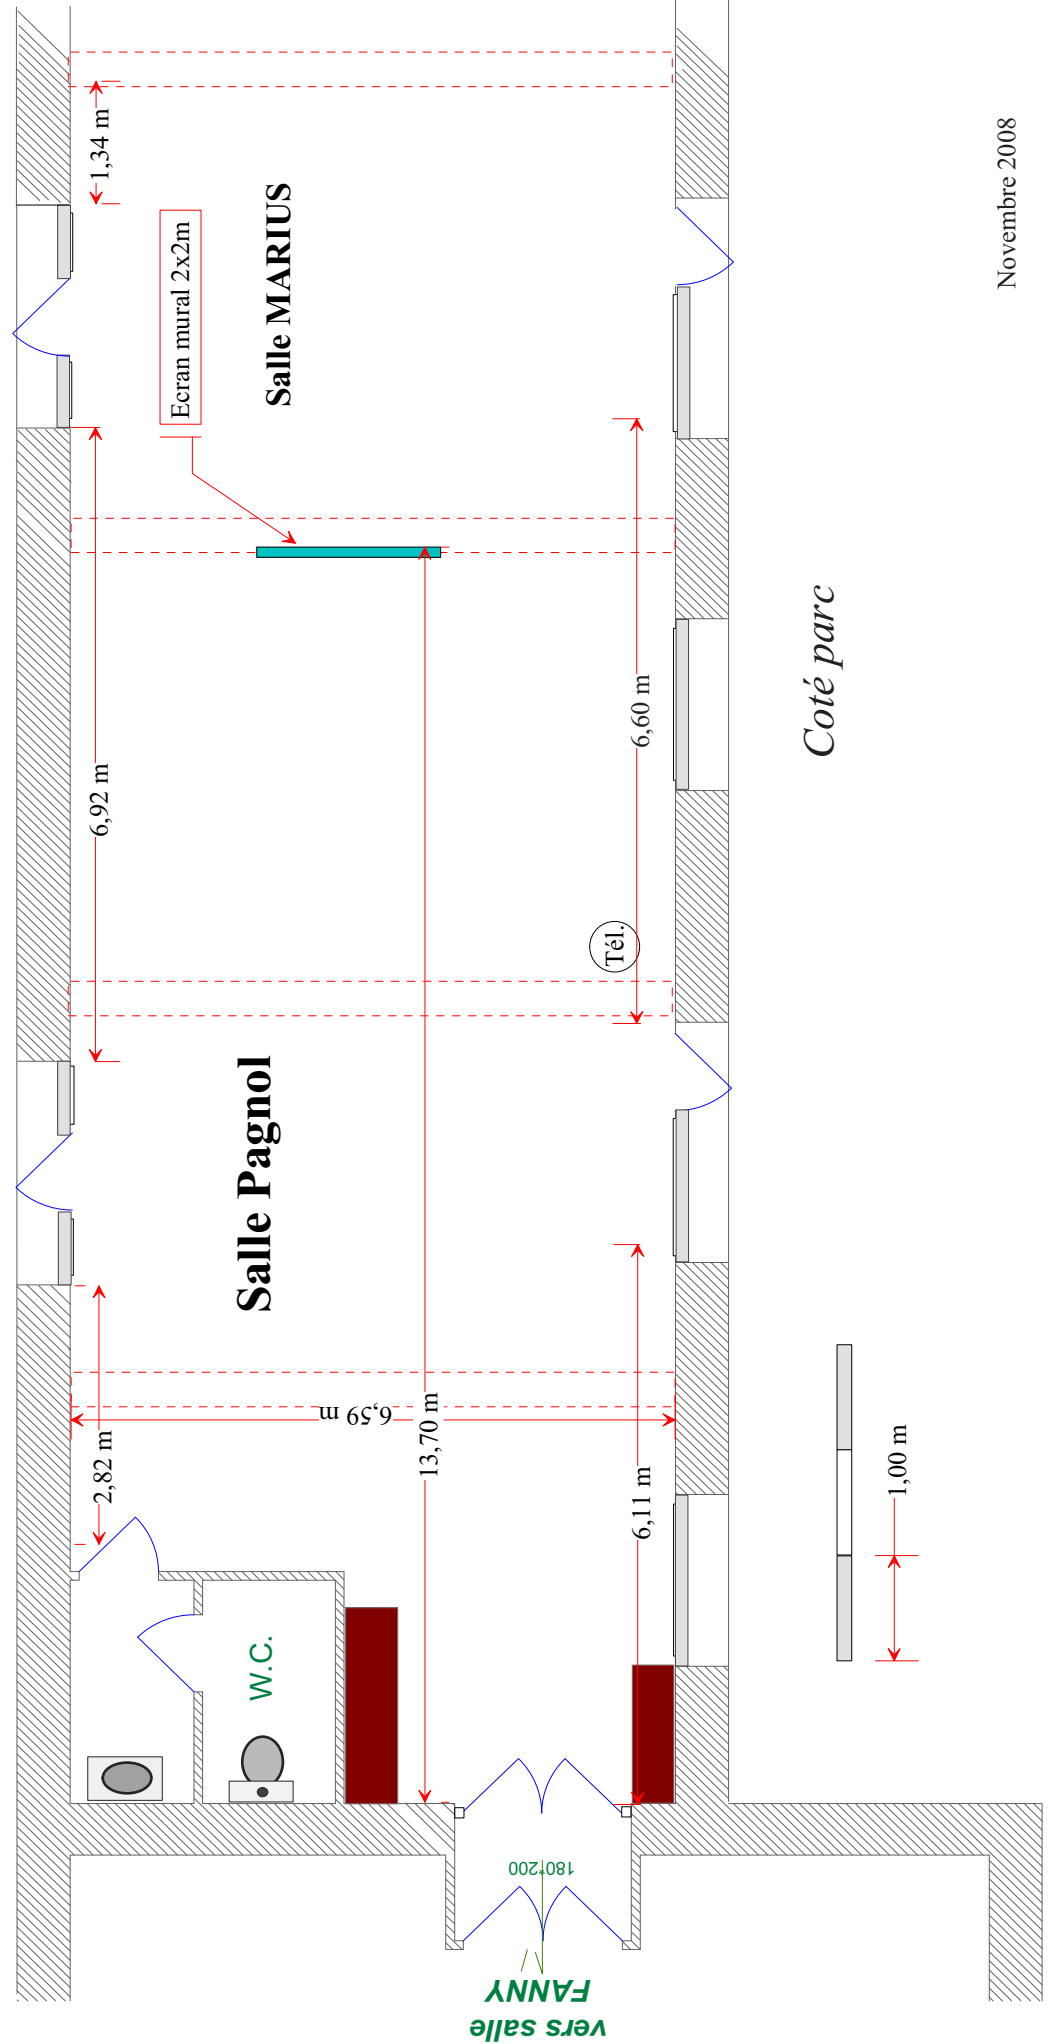 1,34 m
Novembre 2008
Salle MARIUS
Ecran mural 2x2m
Coté parc
6,60 m
6,92 m
Tél.
Salle Pagnol
6,59 m
13,70 m
2,82 m
6,11 m
1,00 m
W.C.
180*200
vers salle
FANNY